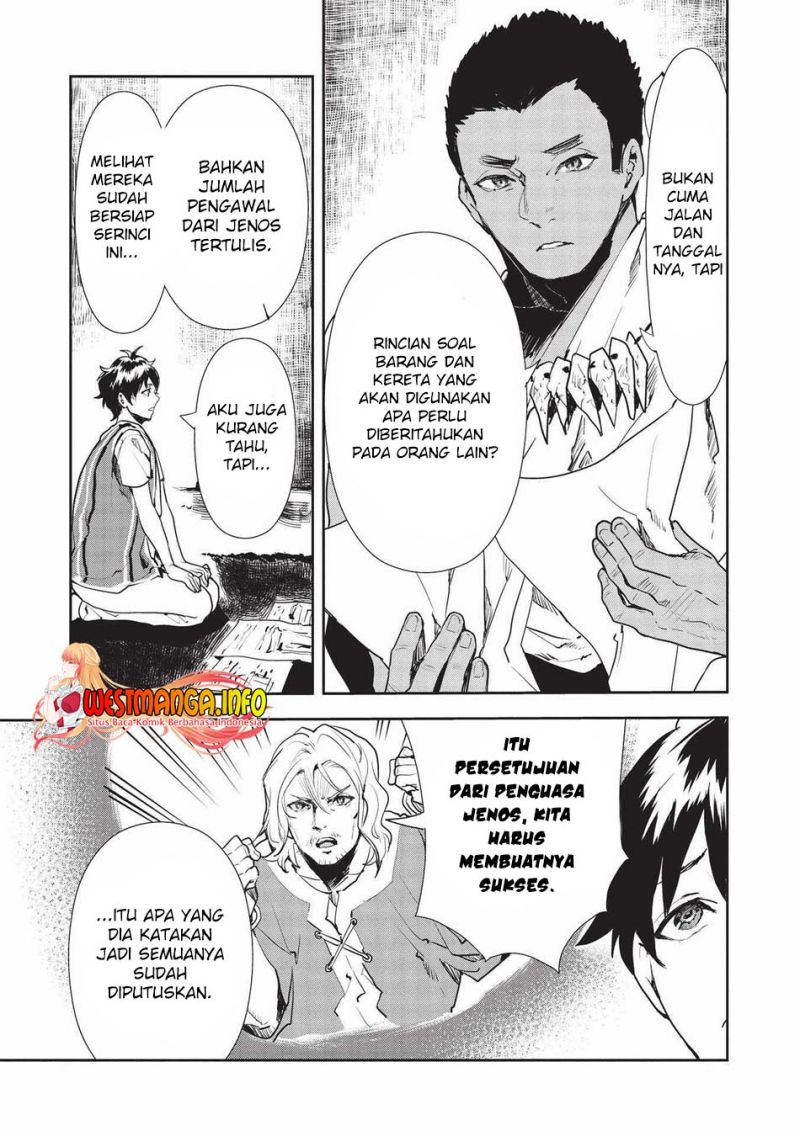 BUKAN
CUMA
JALAN
DAN
TANGGAL
NYA, TAPI
RINCIAN SOAL
BARANG DAN
KERETA YANG
AKAN DIGUNAKAN
APA PERLU
DIBERITAHUKAN
PADA ORANG LAIN?
BAHKAN
JUMLAH
PENGAWAL
DARI JENOS
TERTULIS.
MELIHAT
MEREKA
SUDAH
BERSIAP
SERINCI
INI...
AKU JUGA
KURANG
TAHU,
TAPI...
WESTMANGA.INFO
Situs Baca Komik Berbahasa Indonesia
ITU
PERSETUJUAN
DARI PENGUASA
JENOS, KITA
HARUS
MEMBUATNYA
SUKSES.
...ITU APA YANG
DIA KATAKAN
JADI SEMUANYA
SUDAH
DIPUTUSKAN.